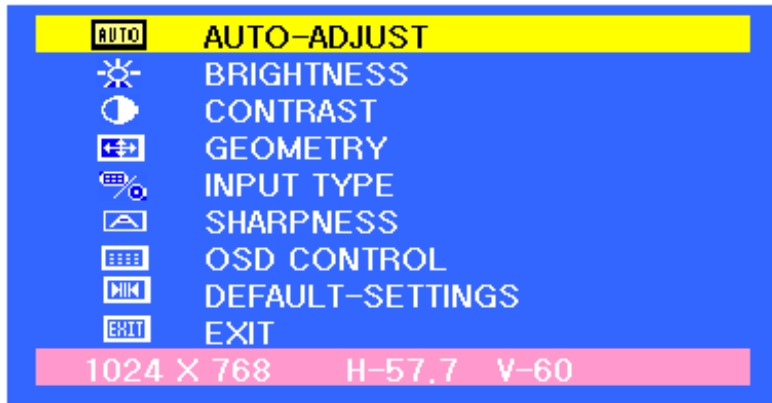 AUTO AUTO-ADJUST
BRIGHTNESS
CONTRAST
GEOMETRY
INPUT TYPE
SHARPNESS
OSD CONTROL
DEFAULT-SETTINGS
EXIT EXIT
1024 X 768 H-57.7 V-60